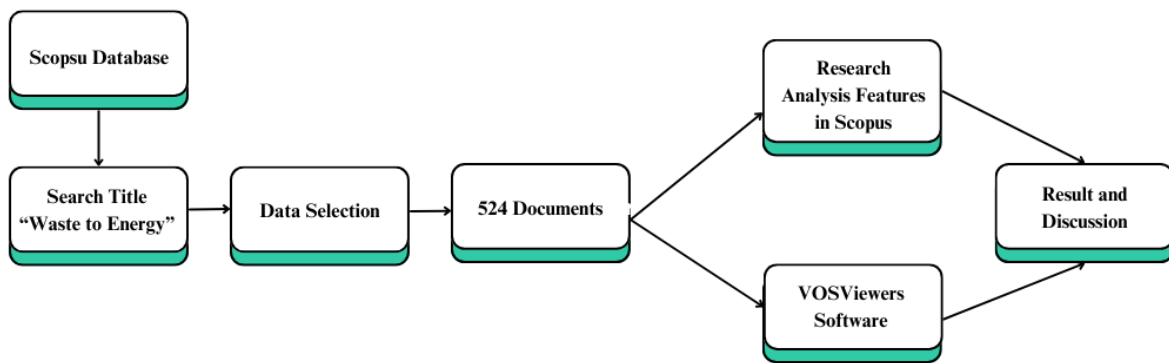 Scopsu Database
Search Title
“Waste to Energy”
Data Selection
524 Documents
Research
Analysis Features
in Scopus
VOSViewers
Software
Result and
Discussion